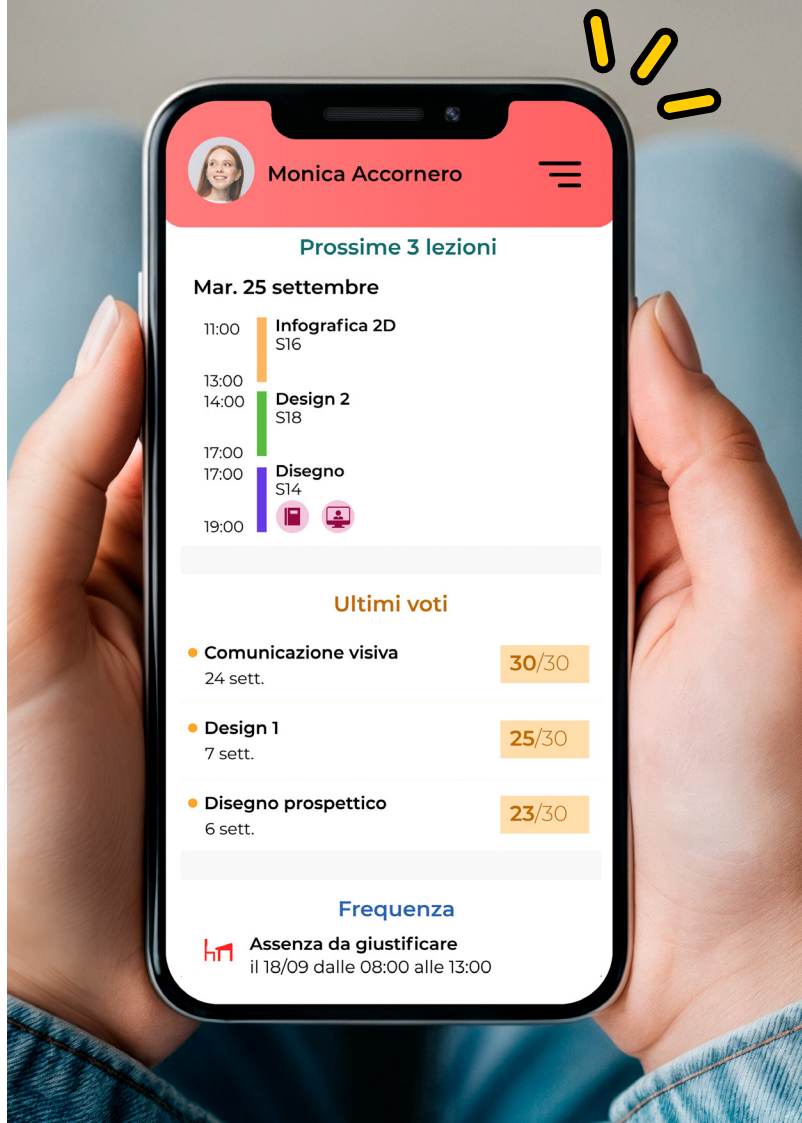 Monica Accornero
Prossime 3 lezioni
Mar. 25 settembre
11:00 Infografica 2D
S16
13:00
14:00 Design 2
S18
17:00
17:00 Disegno
S14
19:00
Ultimi voti
Comunicazione visiva 30/30
24 sett.
Design 1 25/30
7 sett.
Disegno prospettico 23/30
6 sett.
Frequenza
Assenza da giustificare
il 18/09 dalle 08:00 alle 13:00